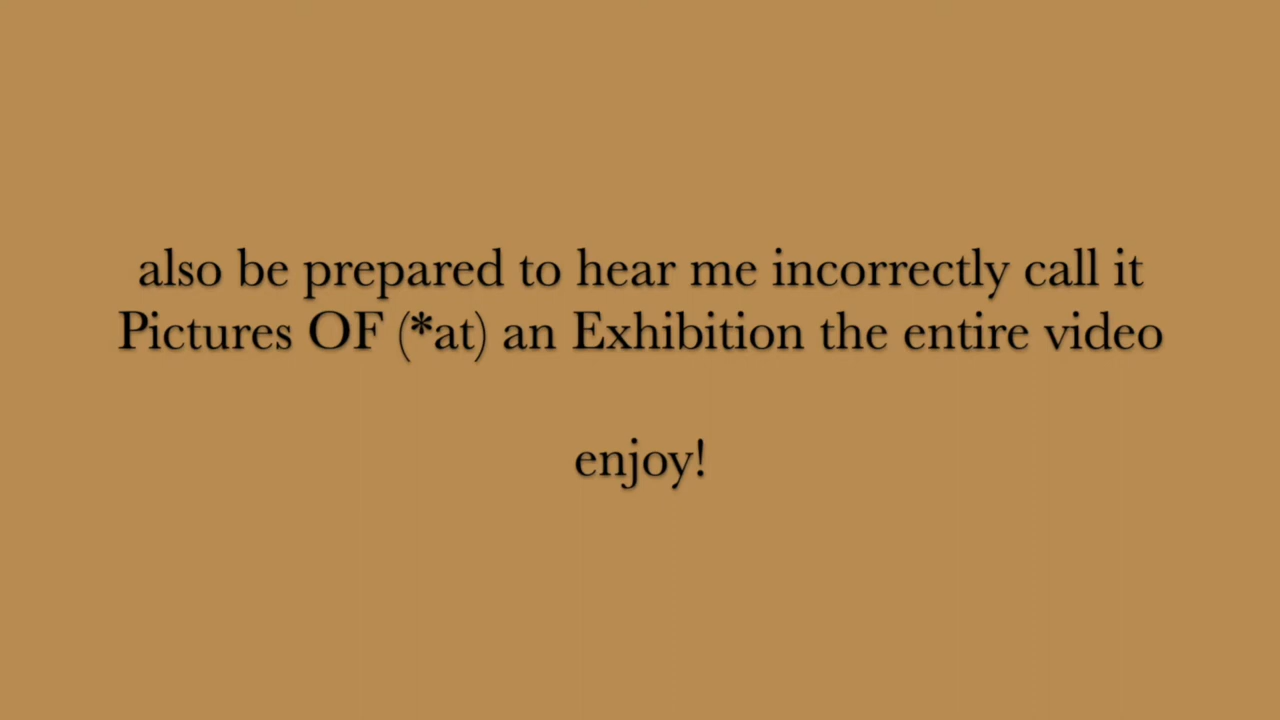 also be prepared to hear me incorrectly call it
Pictures OF (*at) an Exhibition the entire video
enjoy!